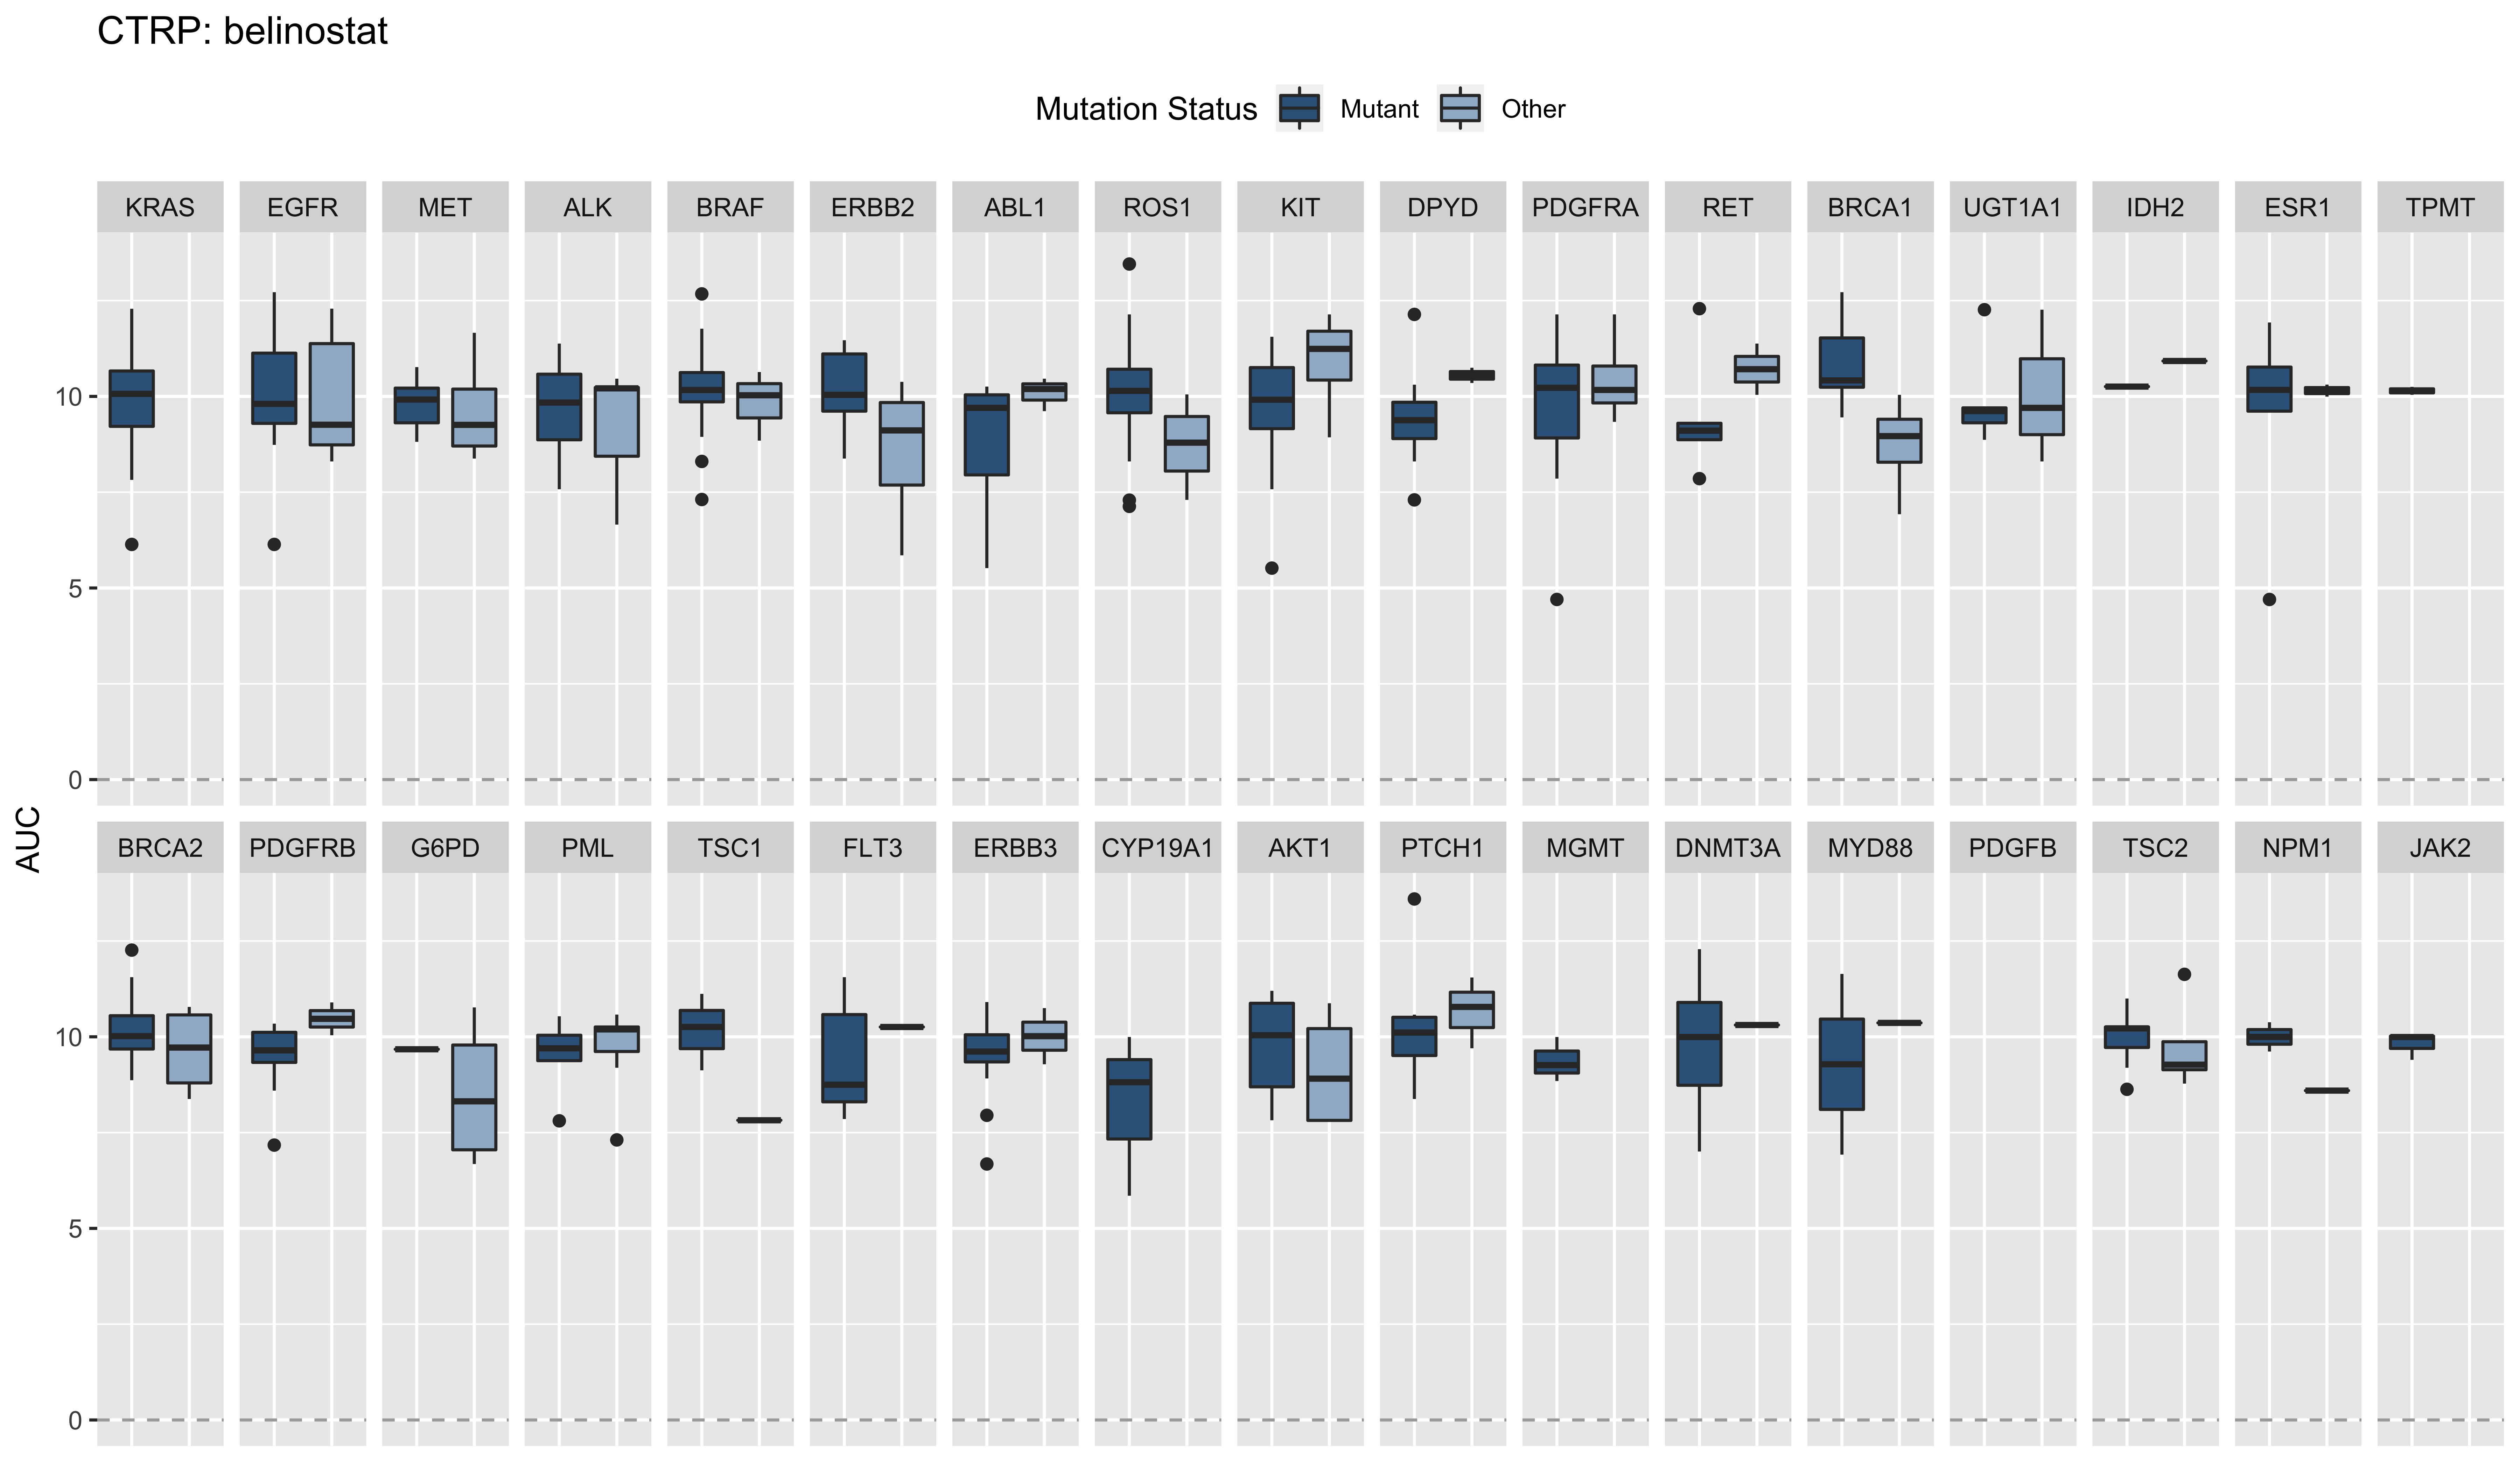 CTRP: belinostat
Mutation Status Mutant Other
KRAS EGFR MET ALK BRAF ERBB2 ABL1 ROS1 KIT DPYD PDGFRA RET BRCA1 UGT1A1 IDH2 ESR1 TPMT
10
5
0
AUC
BRCA2 PDGFRB G6PD PML TSC1 FLT3 ERBB3 CYP19A1 AKT1 PTCH1 MGMT DNMT3A MYD88 PDGFB TSC2 NPM1 JAK2
10
5
0